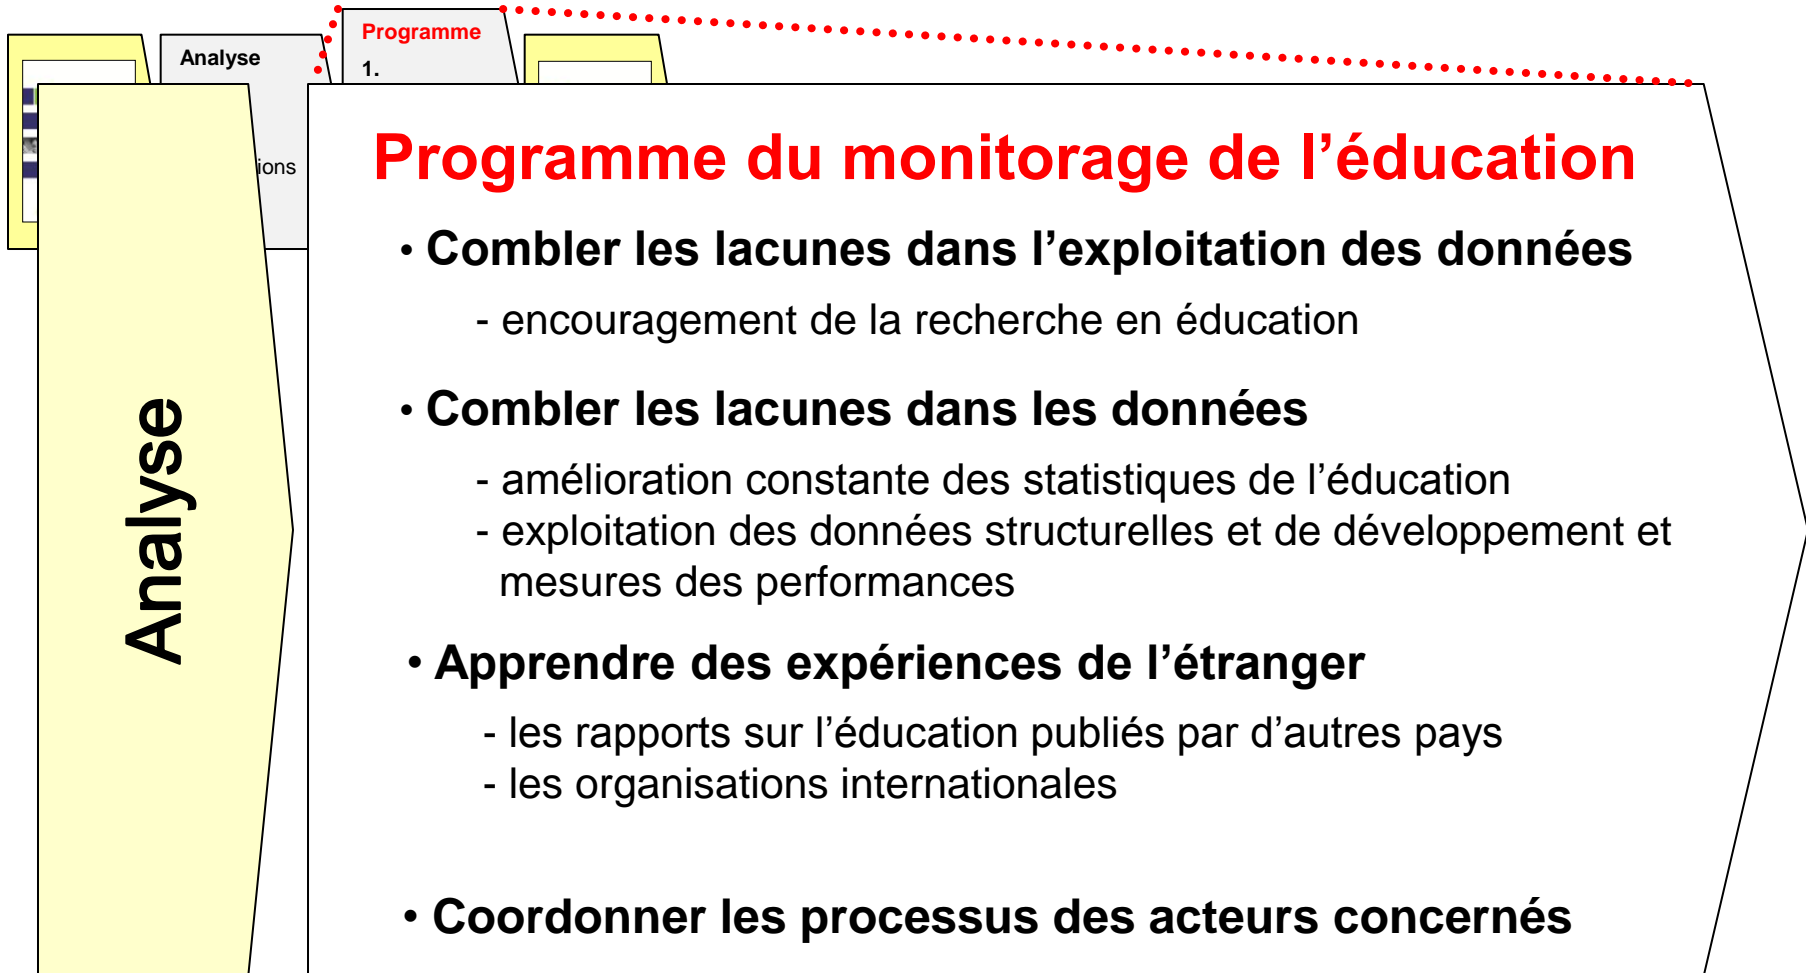 Programme
Analyse
1.
ions
Programme du monitorage de l’éducation
• Combler les lacunes dans l’exploitation des données
- encouragement de la recherche en éducation
• Combler les lacunes dans les données
- amélioration constante des statistiques de l’éducation
- exploitation des données structurelles et de développement et
mesures des performances
• Apprendre des expériences de l’étranger
- les rapports sur l’éducation publiés par d’autres pays
- les organisations internationales
• Coordonner les processus des acteurs concernés
Analyse